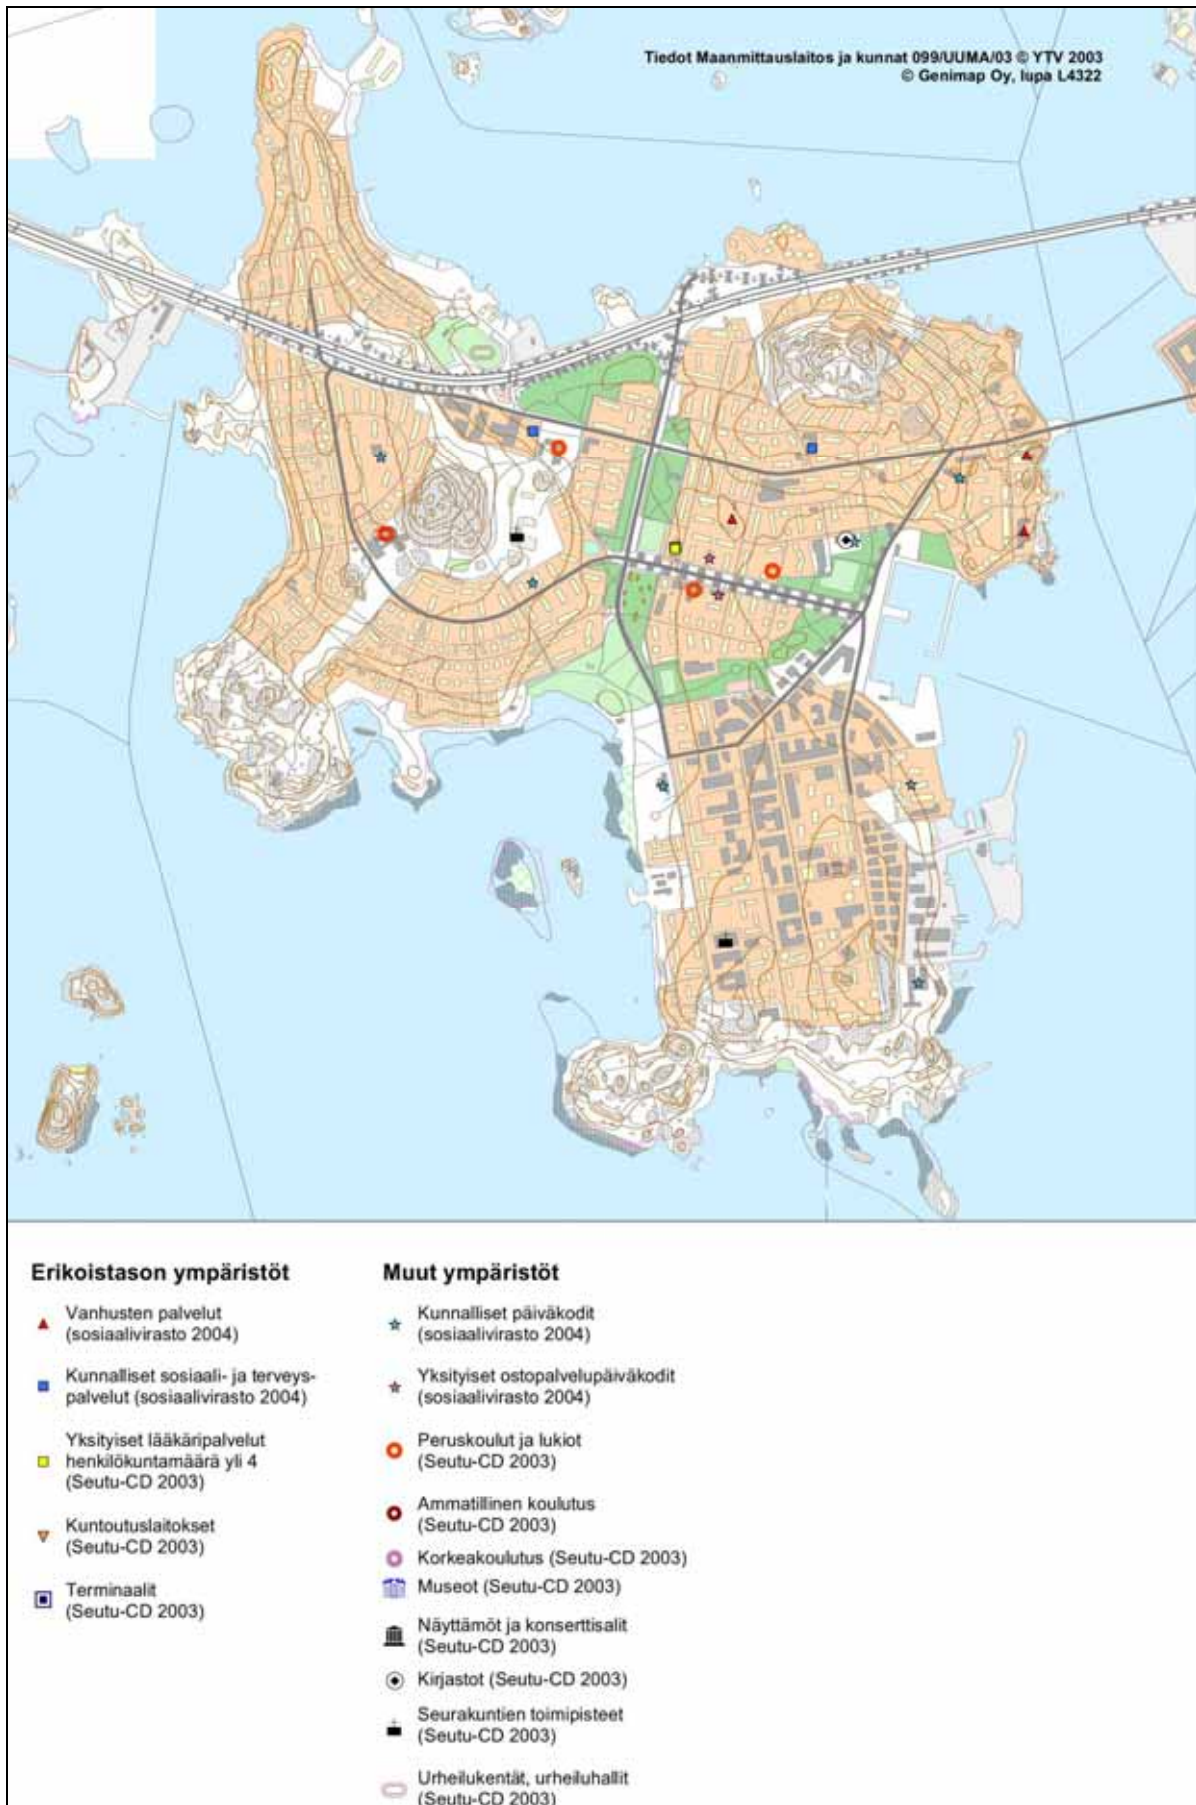 Tiedot Maanmittauslaitos ja kunnat 099/UUMA/03 © YTV 2003
© Genimap Oy, lupa L4322
Erikoistason ympäristöt
Vanhusten palvelut
(sosiaalivirasto 2004)
Kunnalliset sosiaali- ja terveys-
palvelut (sosiaalivirasto 2004)
Yksityiset lääkäripalvelut
henkilökuntamäärä yli 4
(Seutu-CD 2003)
Kuntoutuslaitokset
(Seutu-CD 2003)
Terminaalit
(Seutu-CD 2003)
Muut ympäristöt
Kunnalliset päiväkodit
(sosiaalivirasto 2004)
Yksityiset ostopalvelupäiväkodit
(sosiaalivirasto 2004)
Peruskoulut ja lukiot
(Seutu-CD 2003)
Ammatillinen koulutus
(Seutu-CD 2003)
Korkeakoulutus (Seutu-CD 2003)
Museot (Seutu-CD 2003)
Näyttämöt ja konserttisalit
(Seutu-CD 2003)
Kirjastot (Seutu-CD 2003)
Seurakuntien toimipisteet
(Seutu-CD 2003)
Urheilukentät, urheiluhallit
(Seutu-CD 2003)